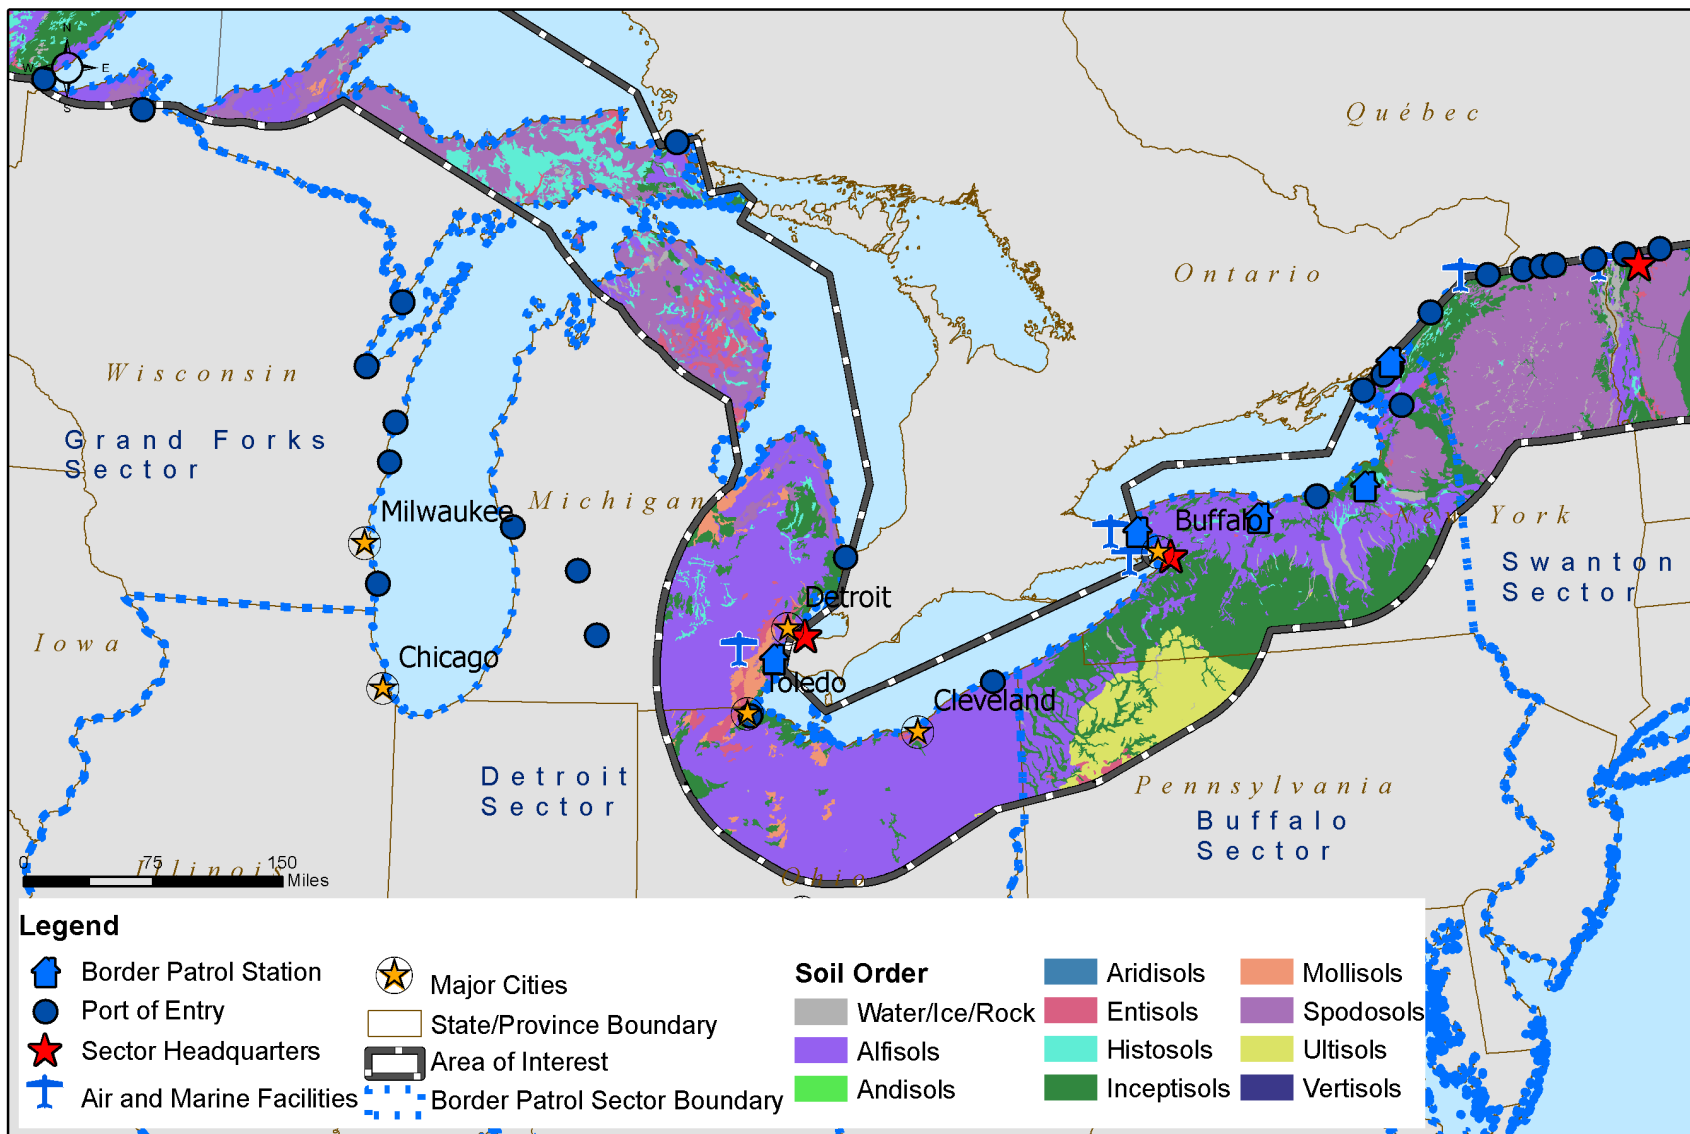 N
W E
S
Québec
Ontario
Wisconsin
Grand Forks
Sector
Michigan
Milwaukee
Buffalo
New York
Swanton
Sector
Detroit
Iowa
Chicago
Toledo
Cleveland
Detroit
Sector
Pennsylvania
Buffalo
Sector
0 75 150
Miles
Illinois
Ohio
Legend
Border Patrol Station
Port of Entry
Sector Headquarters
Air and Marine Facilities
Major Cities
State/Province Boundary
Area of Interest
Border Patrol Sector Boundary
Soil Order
Water/Ice/Rock
Alfisols
Andisols
Aridisols
Entisols
Histosols
Inceptisols
Mollisols
Spodosols
Ultisols
Vertisols